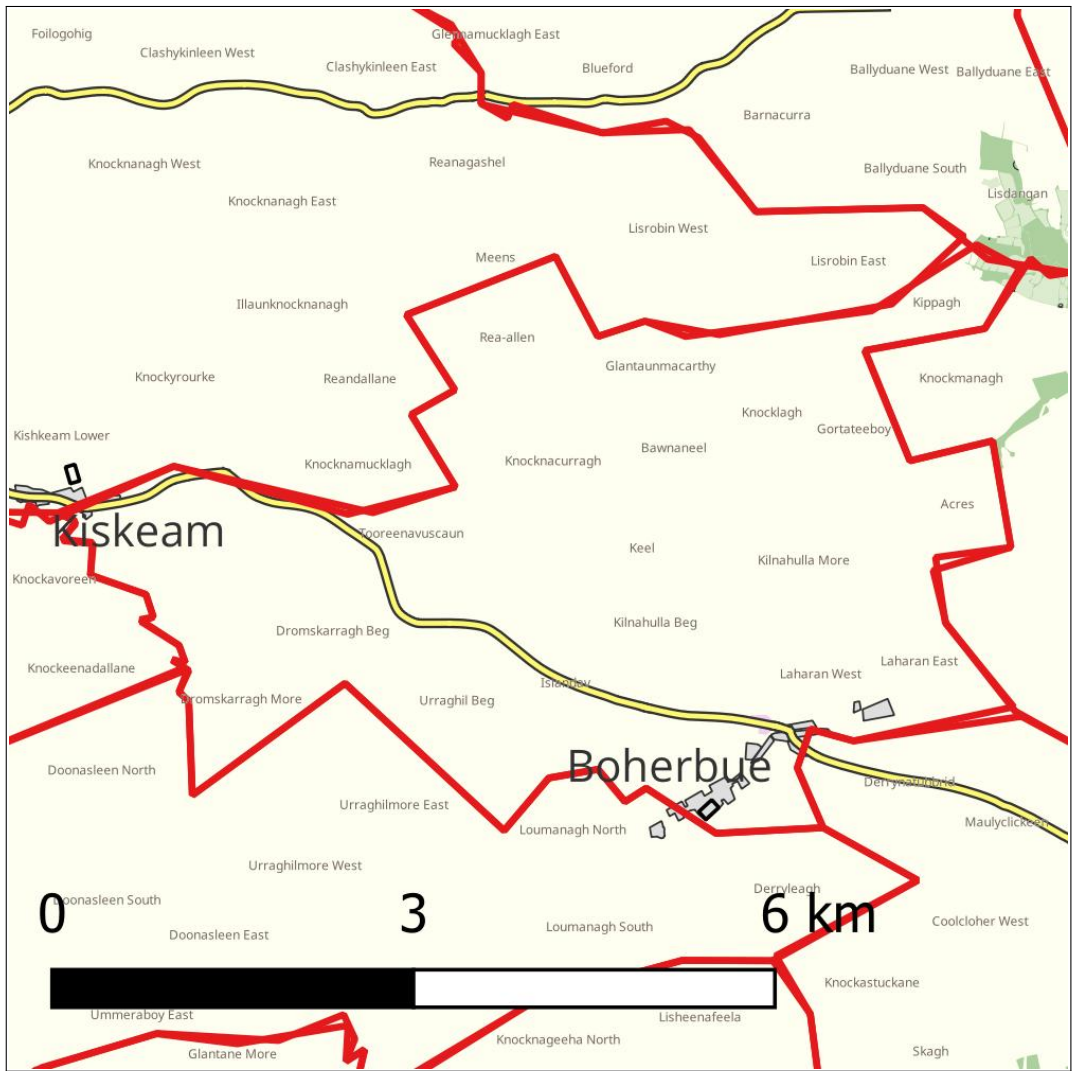 Foilogohig
Glennamucklagh East
Clashykinleen West
Clashykinleen East
Blueford
Ballyduane West
Ballyduane East
Barnacurra
Knocknanagh West
Reanagashel
Ballyduane South
Lisdangan
Knocknanagh East
Lisrobin West
Meens
Lisrobin East
Illaunknocknanagh
Kippagh
Rea-allen
Glantaunmacarthy
Knockyrourke
Reandallane
Knockmanagh
Knocklagh
Gortateeboy
Kishkeam Lower
Bawnaneel
Knocknamucklagh
Knocknacurragh
Acres
Kiskeam
Tooreenavuscaun
Keel
Kilnahulla More
Knockavoreen
Dromskarragh Beg
Kilnahulla Beg
Knockeenadallane
Laharan East
Laharan West
Islandav
Dromskarragh More
Urraghil Beg
Doonasleen North
Boherbue
Derrynatubbrid
Urraghilmore East
Loumanagh North
Maulyclickeen
Urraghilmore West
Derryleagh
Doonasleen South
0 3 6 km
Doonasleen East
Loumanagh South
Coolcloher West
Knockastuckane
Ummeraboy East
Lisheenafeela
Knocknageeha North
Glantane More
Skagh